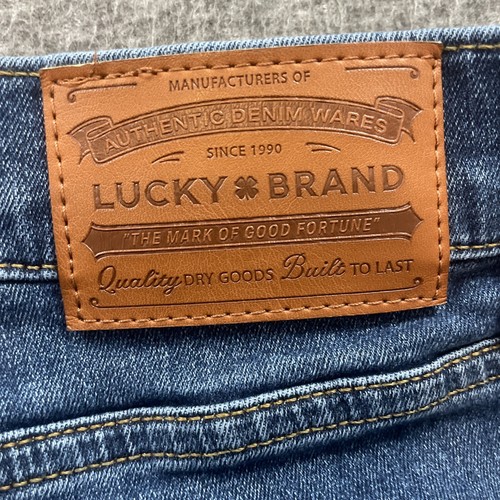 MANUFACTURERS OF
AUTHENTIC DENIM WARES
SINCE 1990
LUCKY BRAND
"THE MARK OF GOOD FORTUNE"
Quality DRY GOODS Built TO LAST